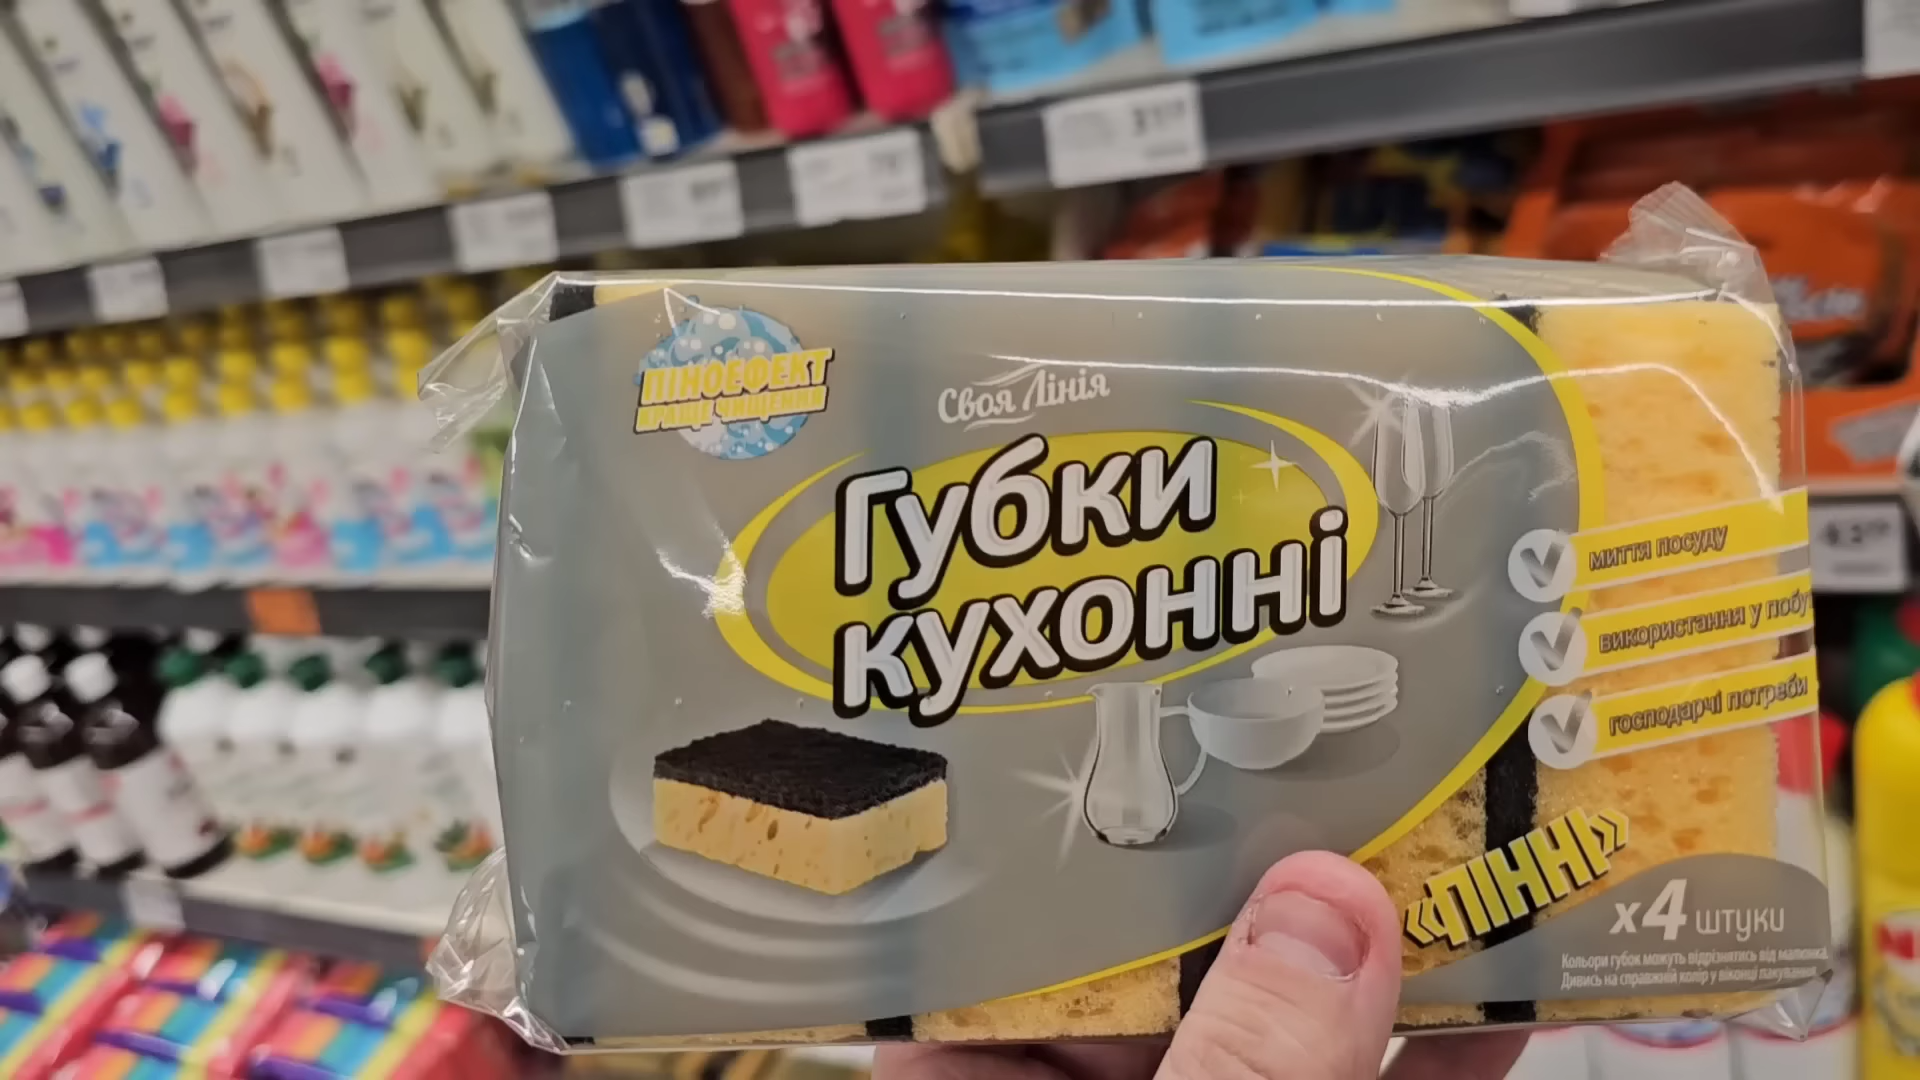 ПІНОЕФЕКТ
КРАЩЕ ЧИЩЕННЯ
Своя Лінія
Губки
кухонні
миття посуду
використання у побуті
господарчі потреби
«ПІННІ»
x4 штуки
Кольори губок можуть відрізнятись від малюнка.
Дивись на справжній колір у віконці пакування